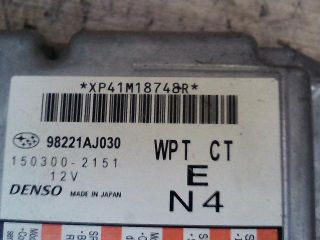 *XP41M18748R*
98221AJ030
WPT CT
150300-2151
E
12V
DENSO MADE IN JAPAN
N4